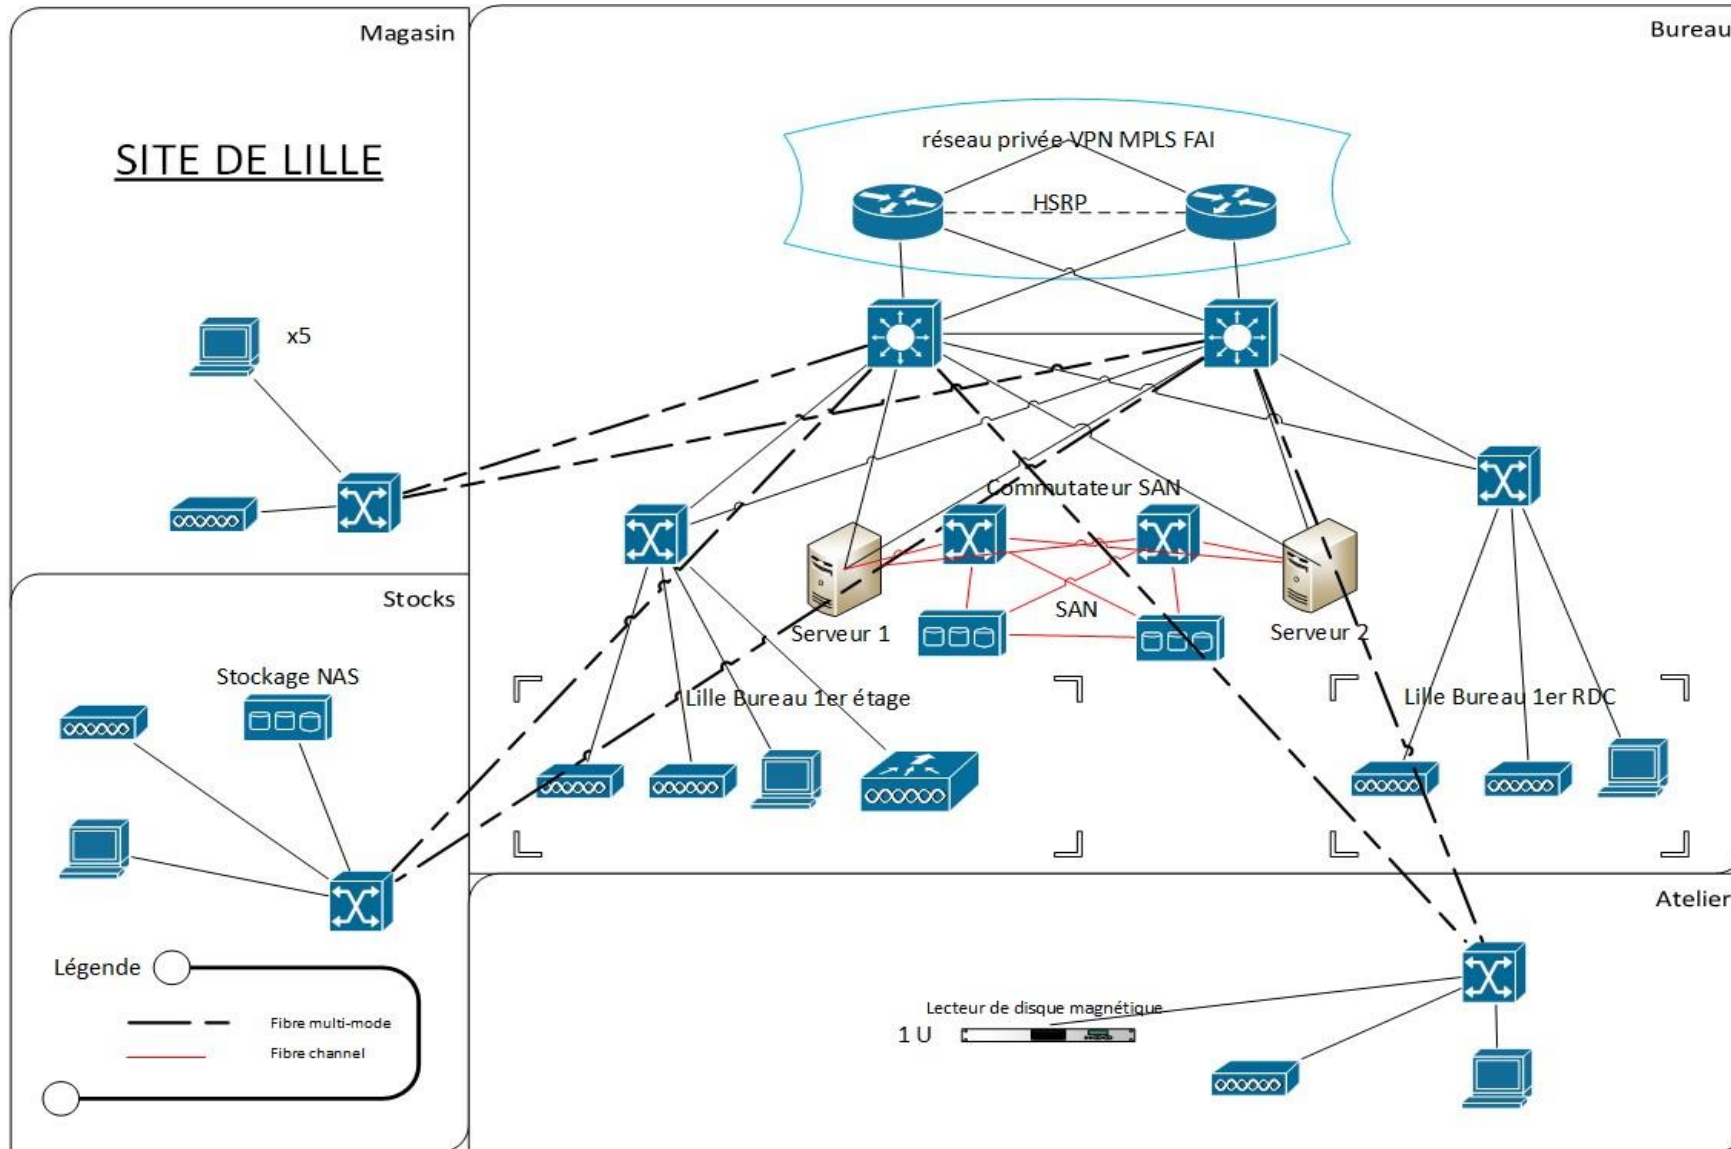 Magasin
Bureau
SITE DE LILLE
réseau privée VPN MPLS FAI
HSRP
x5
Commutateur SAN
Stocks
SAN
Serveur 1
Serveur 2
Stockage NAS
Lille Bureau 1er étage
Lille Bureau 1er RDC
Atelier
Légende
Fibre multi-mode
Fibre channel
Lecteur de disque magnétique
1 U